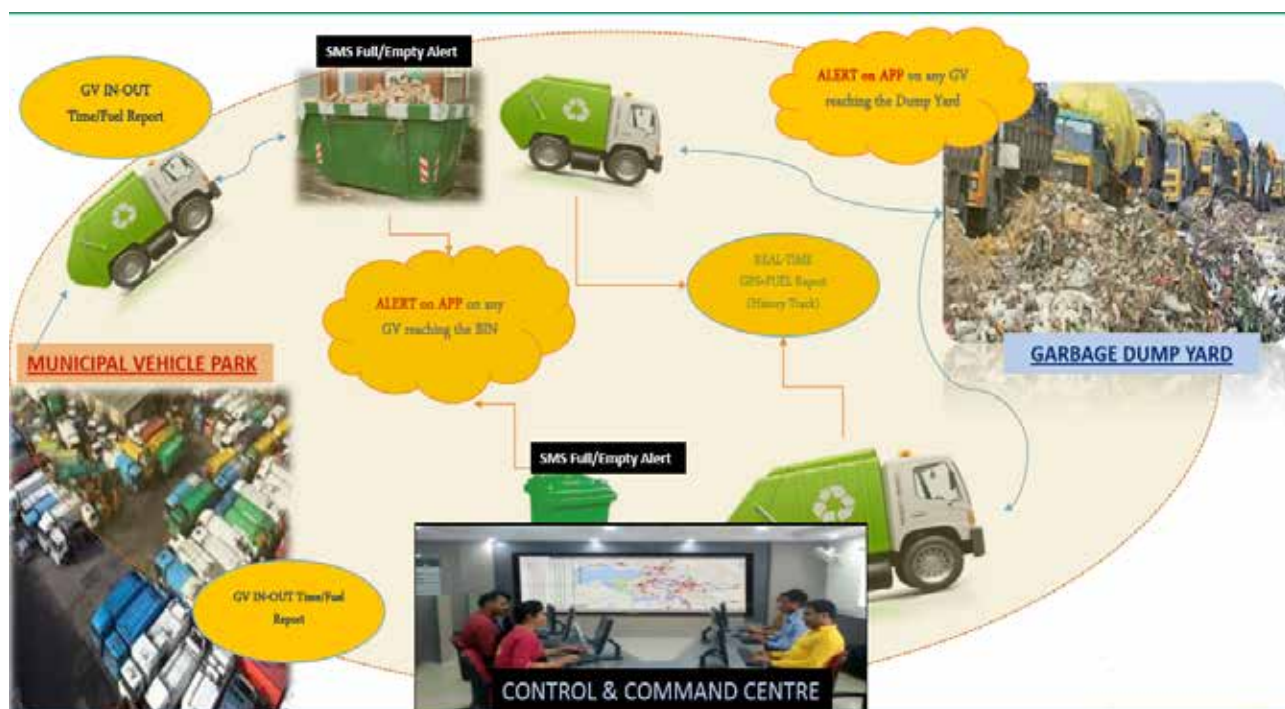 SMS Full/Empty Alert
GV IN-OUT
Time/Fuel Report
ALERT on APP on any GV
reaching the Dump Yard
ALERT on APP on any
GV reaching the BIN
REAL-TIME
GPS+FUEL Report
(History Track)
MUNICIPAL VEHICLE PARK
GARBAGE DUMP YARD
SMS Full/Empty Alert
GV IN-OUT Time/Fuel
Report
CONTROL & COMMAND CENTRE